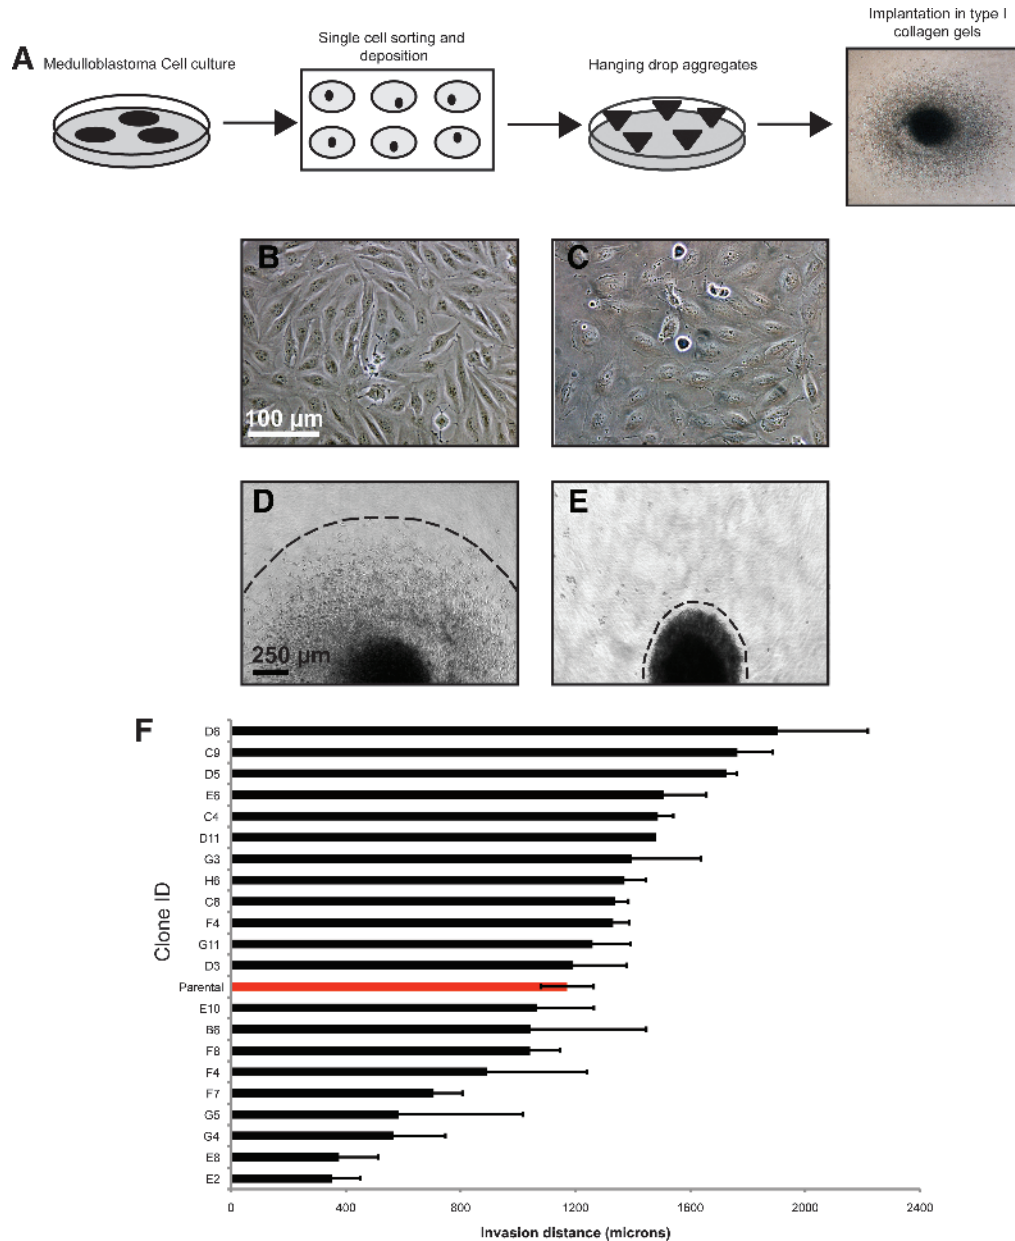 A
Medulloblastoma Cell culture
Single cell sorting and
deposition
Hanging drop aggregates
Implantation in type I
collagen gels
B
100 µm
C
D
250 µm
E
F
Clone ID
D6
C9
D5
E6
C4
D11
G3
H6
C8
F4
G11
D3
Parental
E10
B6
F8
F4
F7
G5
G4
E8
E2
0 400 800 1200 1600 2000 2400
Invasion distance (microns)